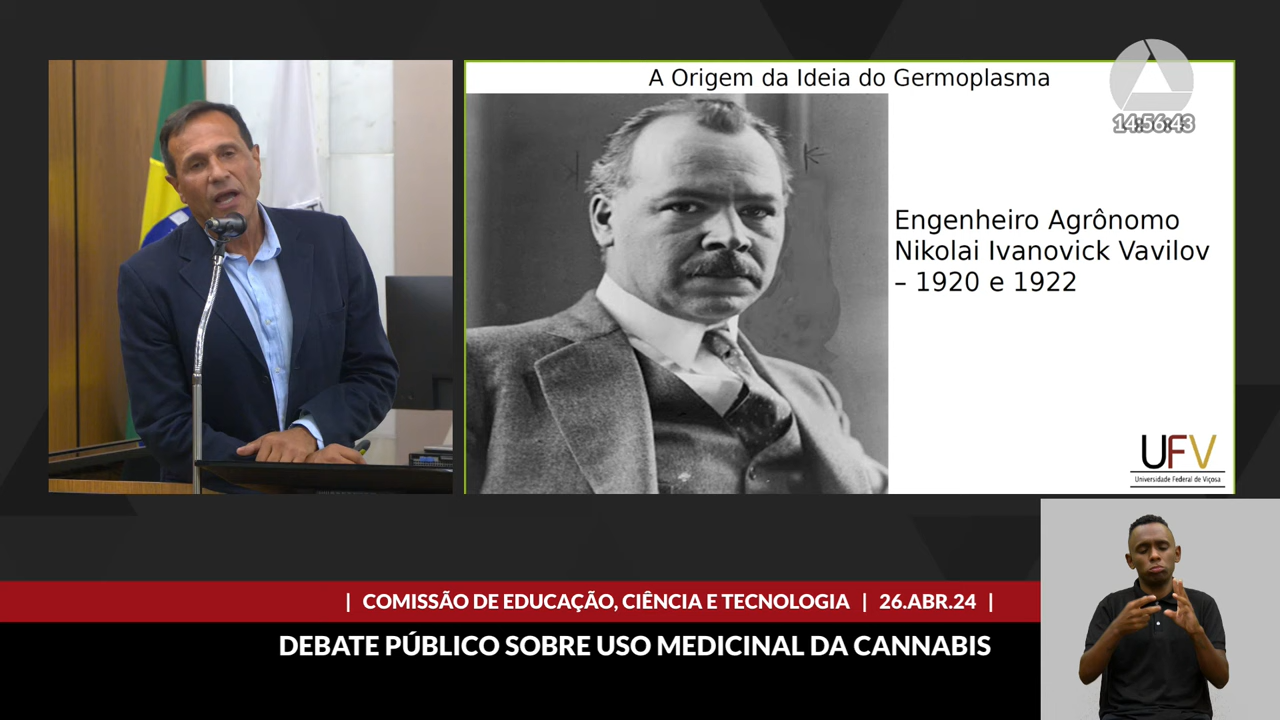 A Origem da Ideia do Germoplasma
14:56:43
Engenheiro Agrônomo
Nikolai Ivanovick Vavilov
– 1920 e 1922
UFV
Universidade Federal de Viçosa
| COMISSÃO DE EDUCAÇÃO, CIÊNCIA E TECNOLOGIA | 26.ABR.24 |
DEBATE PÚBLICO SOBRE USO MEDICINAL DA CANNABIS